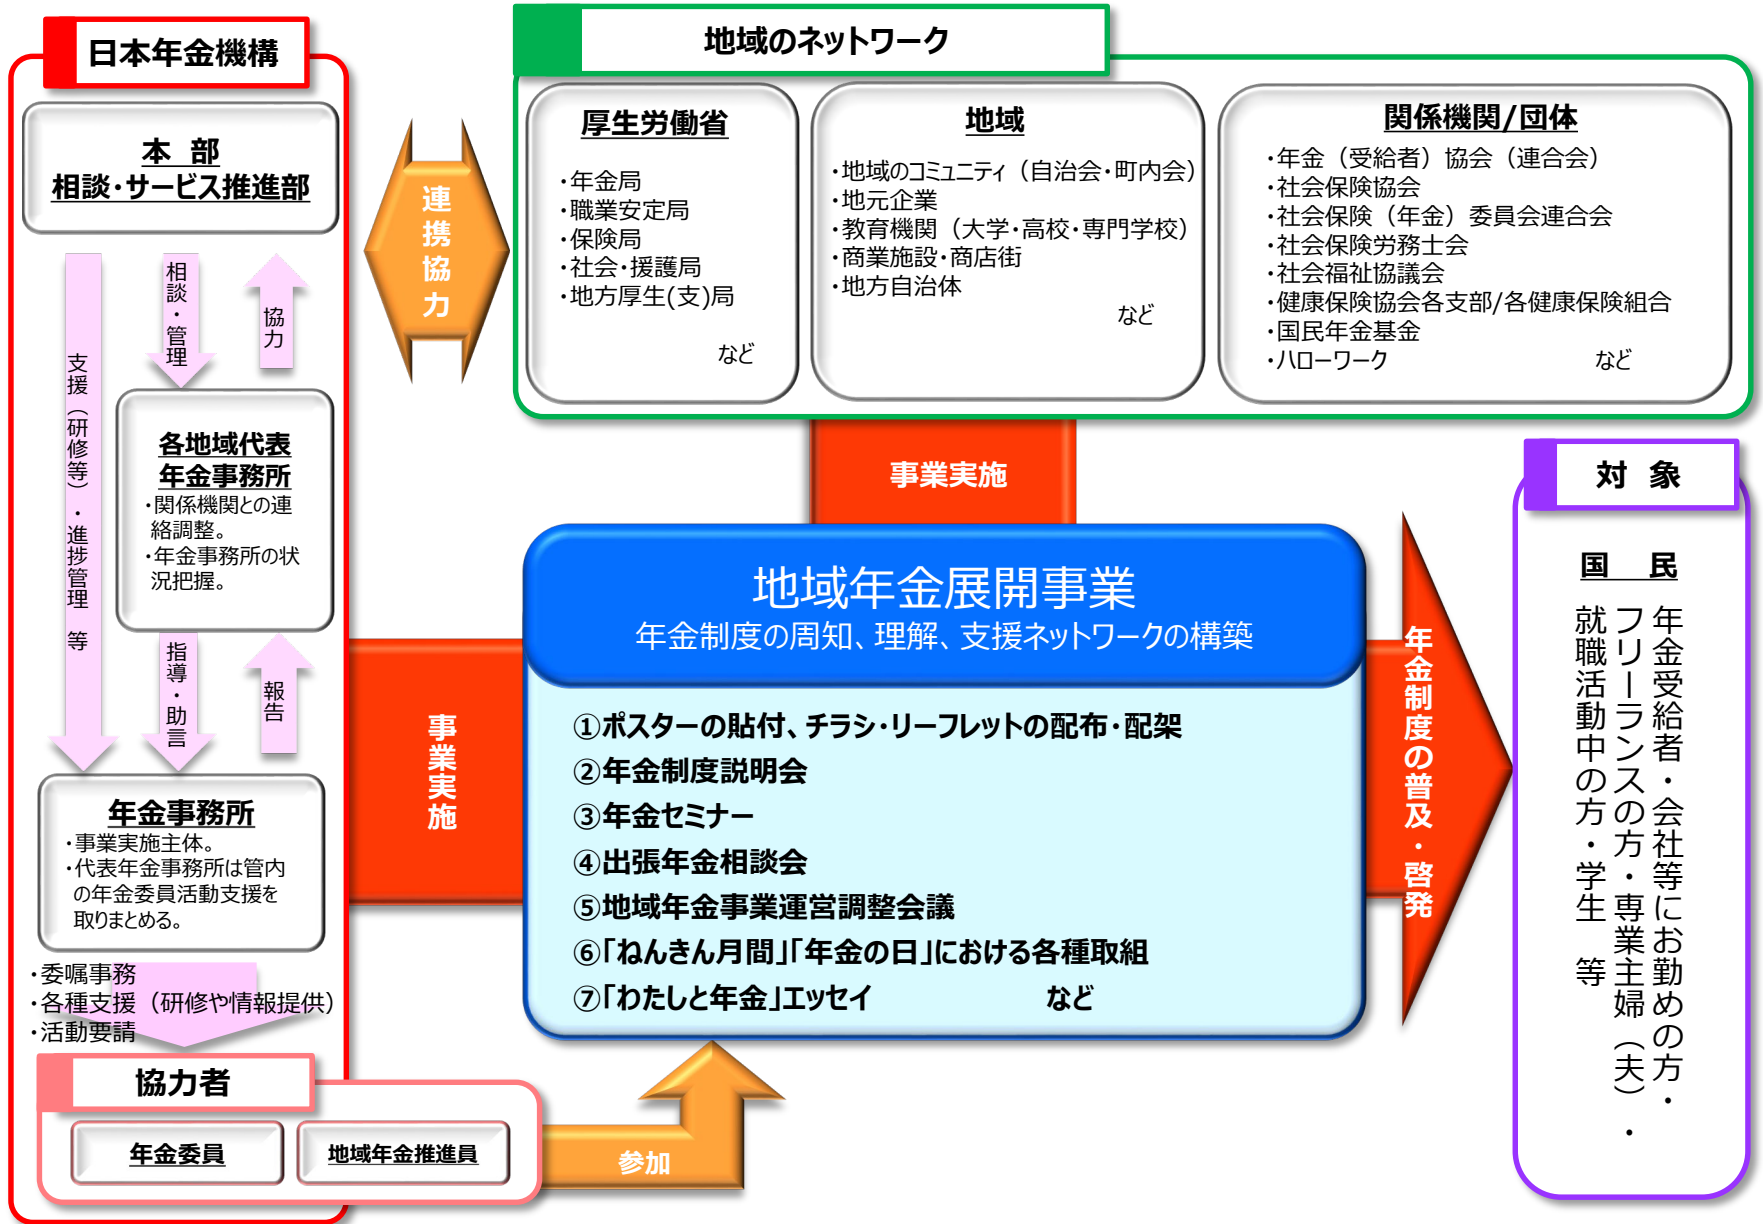 日本年金機構
本　部
相談・サービス推進部
支援（研修等）・進捗管理　等
相談・管理
協力
各地域代表
年金事務所
・関係機関との連
絡調整。
・年金事務所の状
況把握。
指導・助言
報告
年金事務所
・事業実施主体。
・代表年金事務所は管内
の年金委員活動支援を
取りまとめる。
・委嘱事務
・各種支援（研修や情報提供）
・活動要請
協力者
年金委員
地域年金推進員
連携協力
地域のネットワーク
厚生労働省
・年金局
・職業安定局
・保険局
・社会・援護局
・地方厚生(支)局
など
地域
・地域のコミュニティ（自治会・町内会）
・地元企業
・教育機関（大学・高校・専門学校）
・商業施設・商店街
・地方自治体
など
関係機関/団体
・年金（受給者）協会（連合会）
・社会保険協会
・社会保険（年金）委員会連合会
・社会保険労務士会
・社会福祉協議会
・健康保険協会各支部/各健康保険組合
・国民年金基金
・ハローワーク　など
事業実施
事業実施
地域年金展開事業
年金制度の周知、理解、支援ネットワークの構築
①ポスターの貼付、チラシ・リーフレットの配布・配架
②年金制度説明会
③年金セミナー
④出張年金相談会
⑤地域年金事業運営調整会議
⑥「ねんきん月間」「年金の日」における各種取組
⑦「わたしと年金」エッセイ　など
参加
年金制度の普及・啓発
対　象
国　民
年金受給者・会社等にお勤めの方・
フリーランスの方・専業主婦（夫）・
就職活動中の方・学生　等